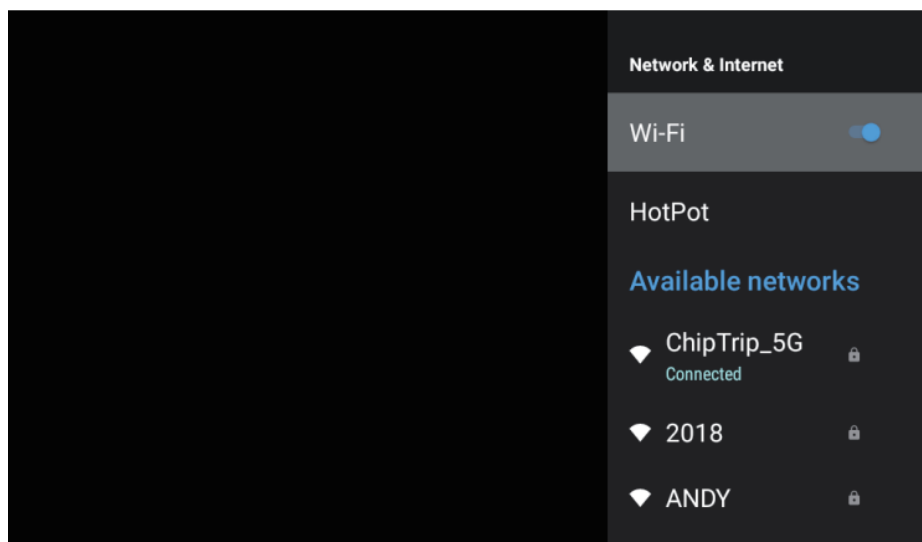 Network & Internet
Wi-Fi
HotPot
Available networks
ChipTrip_5G
Connected
2018
ANDY